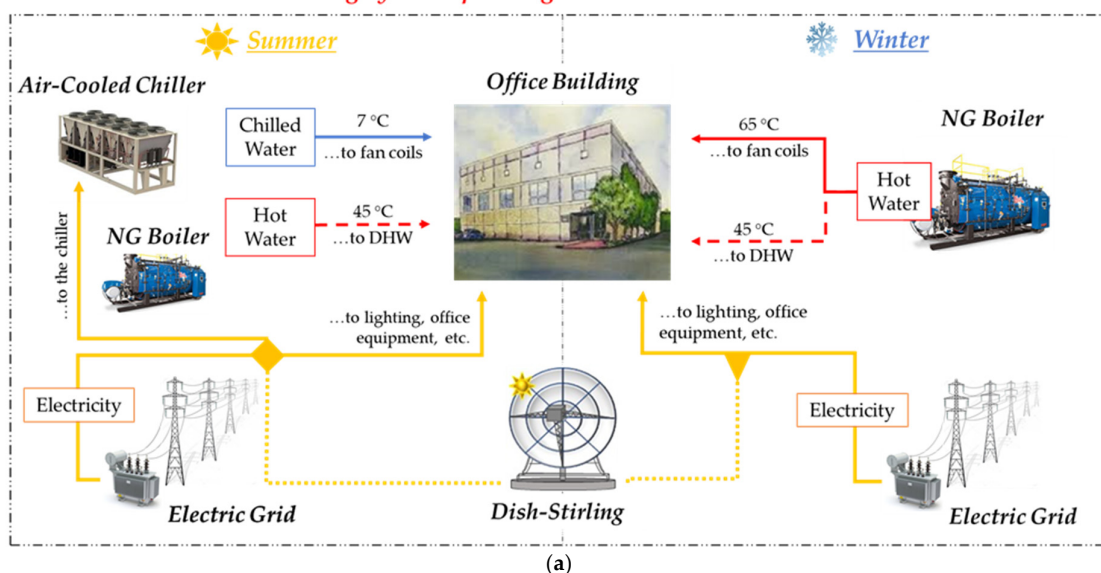 Summer
Winter
Air-Cooled Chiller
Office Building
NG Boiler
Chilled
Water
7 °C
…to fan coils
65 °C
…to fan coils
Hot
Water
Hot
Water
45 °C
…to DHW
45 °C
…to DHW
NG Boiler
…to the chiller
…to lighting, office
equipment, etc.
…to lighting, office
equipment, etc.
Electricity
Electricity
Electric Grid
Dish-Stirling
Electric Grid
(a)